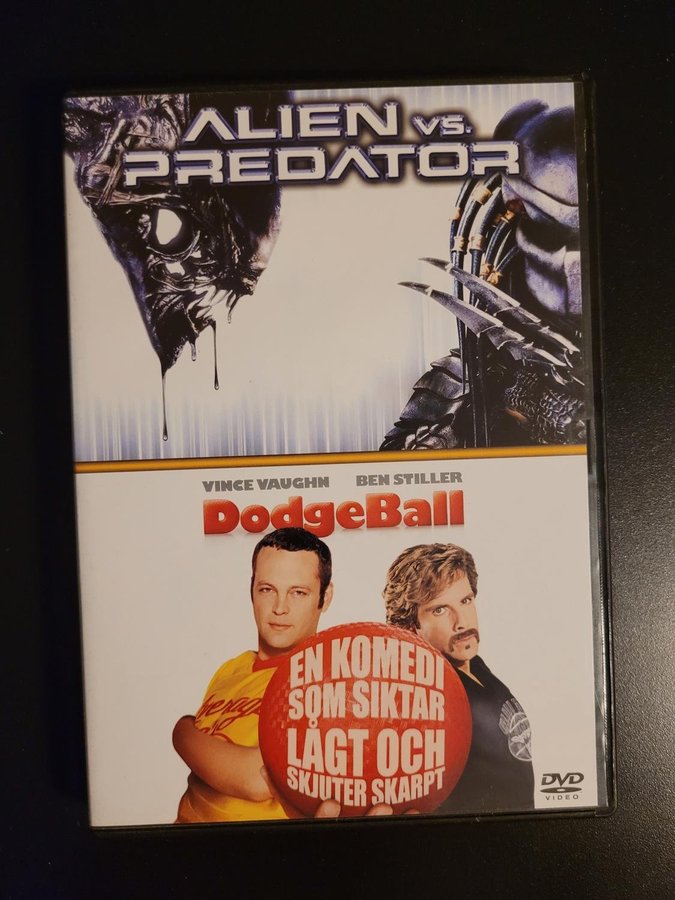 ALIEN vs.
PREDATOR
VINCE VAUGHN BEN STILLER
DodgeBall
EN KOMEDI
SOM SIKTAR
LÅGT OCH
SKJUTER SKARPT
DVD
VIDEO